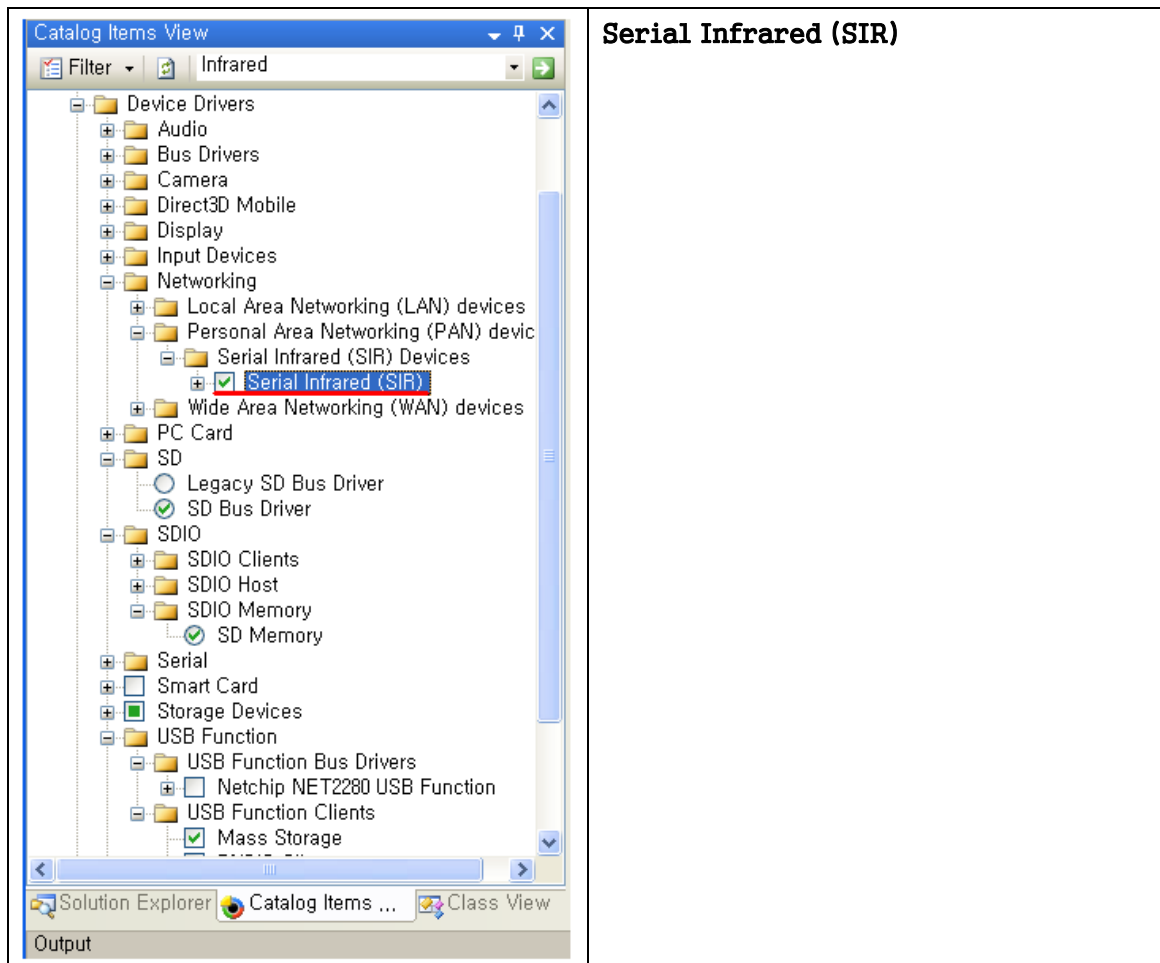 Catalog Items View
Filter
Infrared
Device Drivers
Audio
Bus Drivers
Camera
Direct3D Mobile
Display
Input Devices
Networking
Local Area Networking (LAN) devices
Personal Area Networking (PAN) devic
Serial Infrared (SIR) Devices
Serial Infrared (SIR)
Wide Area Networking (WAN) devices
PC Card
SD
Legacy SD Bus Driver
SD Bus Driver
SDIO
SDIO Clients
SDIO Host
SDIO Memory
SD Memory
Serial
Smart Card
Storage Devices
USB Function
USB Function Bus Drivers
Netchip NET2280 USB Function
USB Function Clients
Mass Storage
Solution Explorer Catalog Items ... Class View
Output
Serial Infrared (SIR)